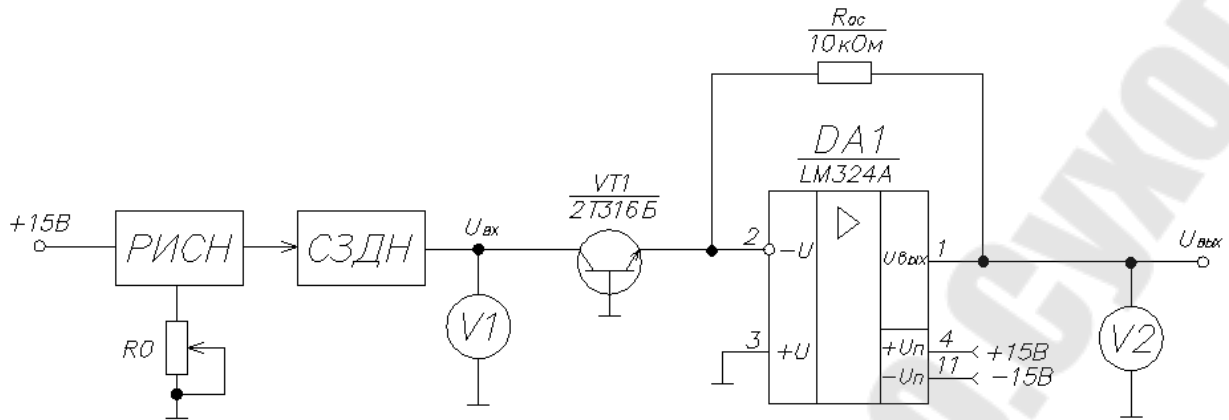 Rос
10кОм
DA1
LM324A
VT1
2Т316Б
+15В
РИСН
СЗДН
Uвх
2
-U
Uвых
1
Uвых
V1
V2
R0
3
+U
+Uп
4
+15В
-Uп
11
-15В
О.СУХОГ